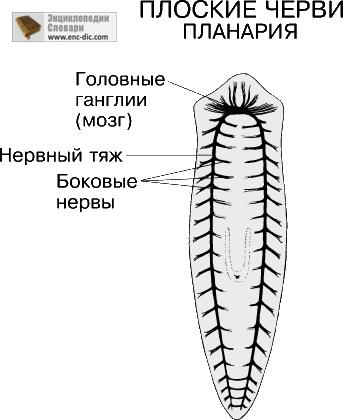 Энциклопедии
Словари
www.enc-dic.com
ПЛОСКИЕ ЧЕРВИ
ПЛАНАРИЯ
Головные
ганглии
(мозг)
Нервный тяж
Боковые
нервы